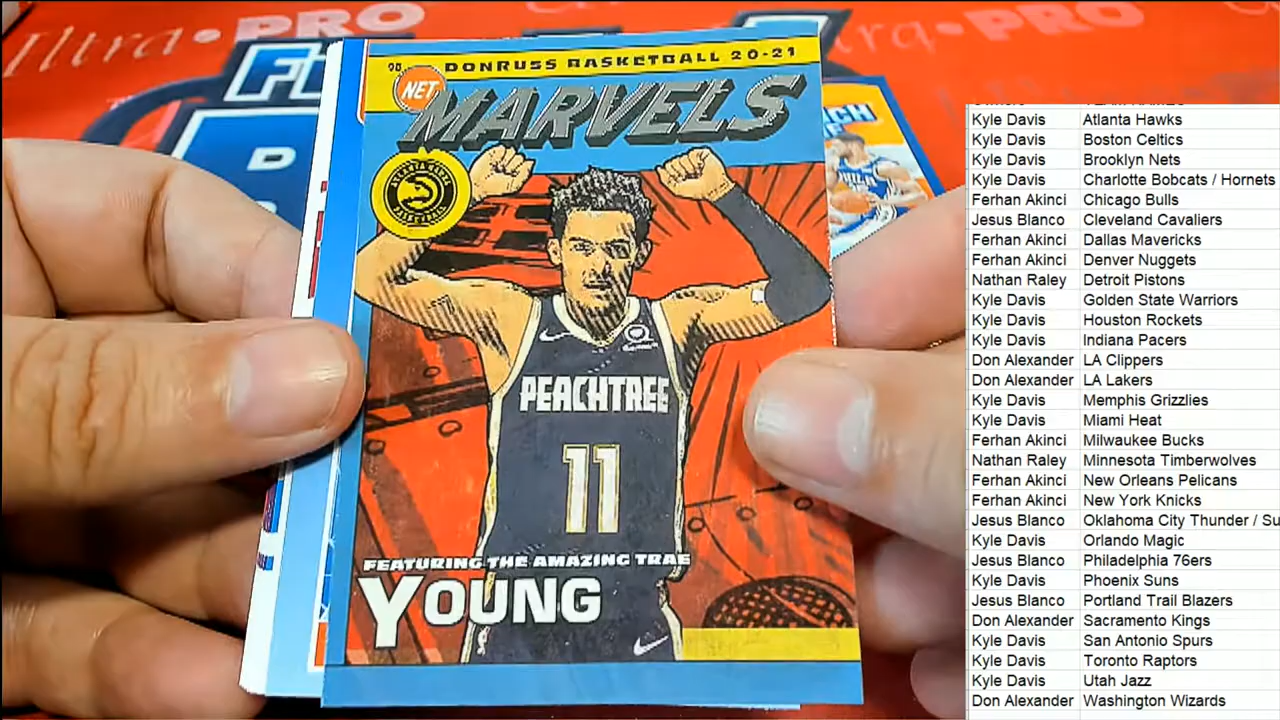 Ultra•PRO
PRO
D
DONRUSS BASKETBALL 20-21
NET
MARVELS
PHILA
PEACHTREE
11
FEATURING THE AMAZING TRAE
YOUNG
Kyle Davis Atlanta Hawks
Kyle Davis Boston Celtics
Kyle Davis Brooklyn Nets
Kyle Davis Charlotte Bobcats / Hornets
Ferhan Akinci Chicago Bulls
Jesus Blanco Cleveland Cavaliers
Ferhan Akinci Dallas Mavericks
Ferhan Akinci Denver Nuggets
Nathan Raley Detroit Pistons
Kyle Davis Golden State Warriors
Kyle Davis Houston Rockets
Kyle Davis Indiana Pacers
Don Alexander LA Clippers
Don Alexander LA Lakers
Kyle Davis Memphis Grizzlies
Kyle Davis Miami Heat
Ferhan Akinci Milwaukee Bucks
Nathan Raley Minnesota Timberwolves
Ferhan Akinci New Orleans Pelicans
Ferhan Akinci New York Knicks
Jesus Blanco Oklahoma City Thunder / Su
Kyle Davis Orlando Magic
Jesus Blanco Philadelphia 76ers
Kyle Davis Phoenix Suns
Jesus Blanco Portland Trail Blazers
Don Alexander Sacramento Kings
Kyle Davis San Antonio Spurs
Kyle Davis Toronto Raptors
Kyle Davis Utah Jazz
Don Alexander Washington Wizards